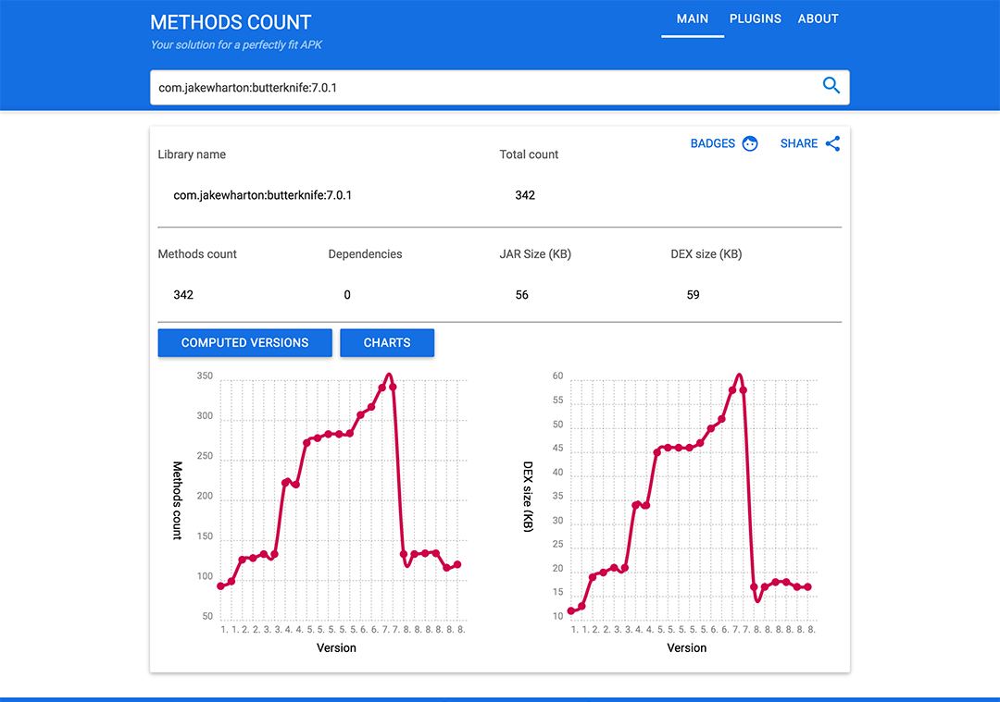 METHODS COUNT
Your solution for a perfectly fit APK
MAIN PLUGINS ABOUT
com.jakewharton:butterknife:7.0.1
BADGES SHARE
Library name Total count
com.jakewharton:butterknife:7.0.1 342
Methods count Dependencies JAR Size (KB) DEX size (KB)
342 0 56 59
COMPUTED VERSIONS CHARTS
Methods count
350
300
250
200
150
100
50
1. 1. 2. 2. 3. 3. 4. 4. 5. 5. 5. 5. 5. 6. 6. 7. 7. 8. 8. 8. 8. 8. 8.
Version
DEX size (KB)
60
55
50
45
40
35
30
25
20
15
10
1. 1. 2. 2. 3. 3. 4. 4. 5. 5. 5. 5. 5. 6. 6. 7. 7. 8. 8. 8. 8. 8. 8.
Version